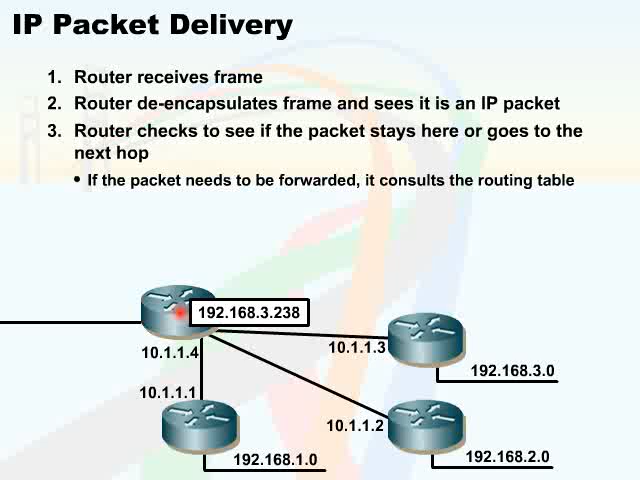 IP Packet Delivery
1. Router receives frame
2. Router de-encapsulates frame and sees it is an IP packet
3. Router checks to see if the packet stays here or goes to the
next hop
• If the packet needs to be forwarded, it consults the routing table
192.168.3.238
10.1.1.4
10.1.1.3
192.168.3.0
10.1.1.1
10.1.1.2
192.168.1.0
192.168.2.0